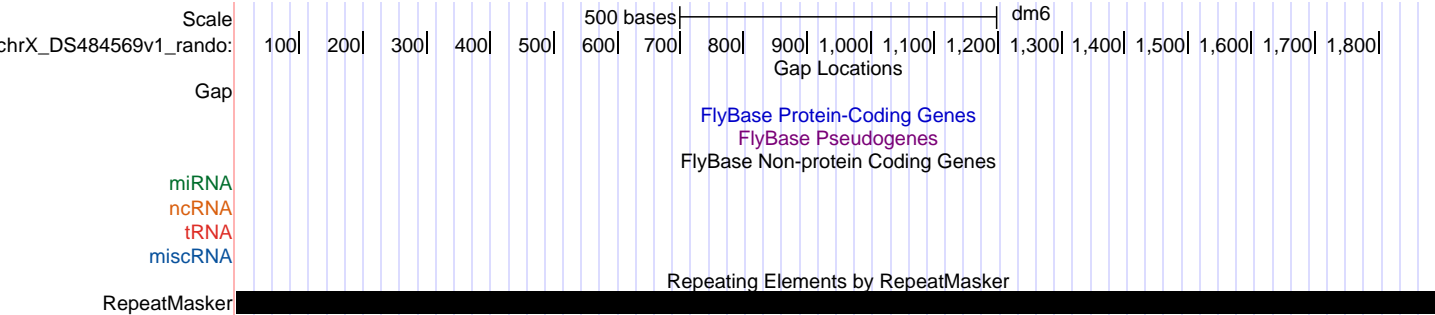 Scale 500 bases dm6
chrX_DS484569v1_rando: 100 200 300 400 500 600 700 800 900 1,000 1,100 1,200 1,300 1,400 1,500 1,600 1,700 1,800
Gap Locations
Gap
FlyBase Protein-Coding Genes
FlyBase Pseudogenes
FlyBase Non-protein Coding Genes
miRNA
ncRNA
tRNA
miscRNA
Repeating Elements by RepeatMasker
RepeatMasker